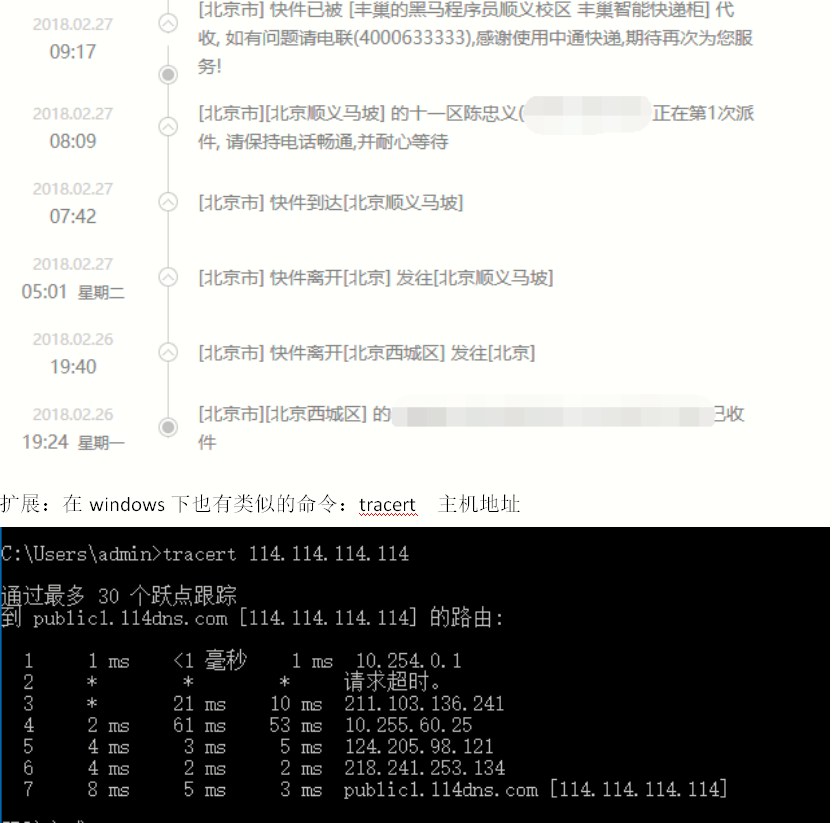 [北京市] 快件已被 [丰巢的黑马程序员顺义校区 丰巢智能快递柜] 代
2018.02.27
收, 如有问题请电联(4000633333),感谢使用中通快递,期待再次为您服
09:17
务!
2018.02.27
[北京市][北京顺义马坡] 的十一区陈忠义( 正在第1次派
08:09
件, 请保持电话畅通,并耐心等待
2018.02.27
07:42
[北京市] 快件到达[北京顺义马坡]
2018.02.27
05:01 星期二
[北京市] 快件离开[北京] 发往[北京顺义马坡]
2018.02.26
19:40
[北京市] 快件离开[北京西城区] 发往[北京]
2018.02.26
[北京市][北京西城区] 的 已收
19:24 星期一
件
扩展：在 windows 下也有类似的命令：tracert 主机地址
C:\Users\admin>tracert 114.114.114.114
通过最多 30 个跃点跟踪
到 public1.114dns.com [114.114.114.114] 的路由:
1 1 ms <1 毫秒 1 ms 10.254.0.1
2 * * * 请求超时。
3 * 21 ms 10 ms 211.103.136.241
4 2 ms 61 ms 53 ms 10.255.60.25
5 4 ms 3 ms 5 ms 124.205.98.121
6 4 ms 2 ms 2 ms 218.241.253.134
7 8 ms 5 ms 3 ms public1.114dns.com [114.114.114.114]